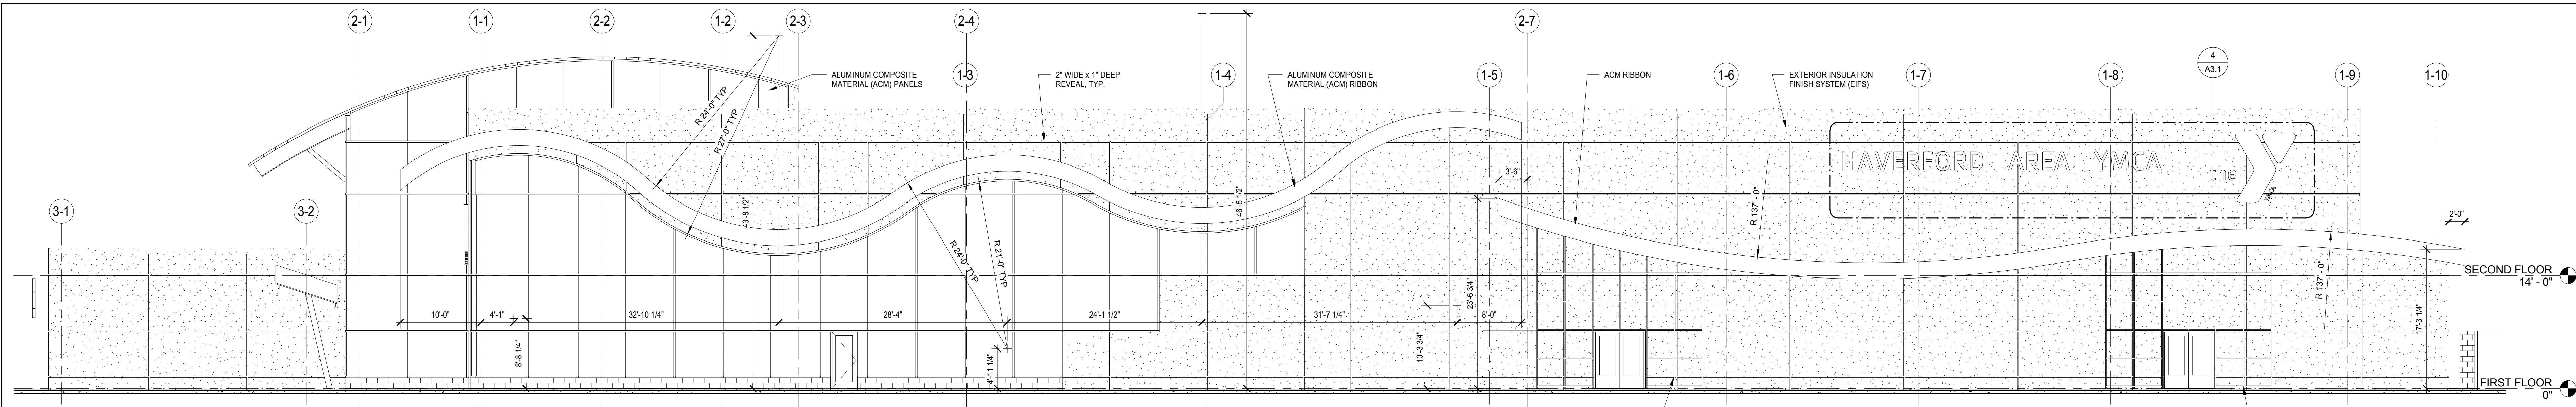 2-1
1-1
2-2
1-2
2-3
2-4
2-7
1-3
1-4
1-5
1-6
1-7
1-8
4
A3.1
1-9
1-10
3-1
3-2
ALUMINUM COMPOSITE
MATERIAL (ACM) PANELS
2" WIDE x 1" DEEP
REVEAL, TYP.
ALUMINUM COMPOSITE
MATERIAL (ACM) RIBBON
ACM RIBBON
EXTERIOR INSULATION
FINISH SYSTEM (EIFS)
R 24'-0" TYP
R 27'-0" TYP
43'-8 1/2"
46'-5 1/2"
3'-6"
R 137' - 0"
HAVERFORD AREA YMCA
the
YMCA
2'-0"
R 24'-0" TYP
R 21'-0" TYP
23'-6 3/4"
R 137' - 0"
17'-3 1/4"
SECOND FLOOR
14' - 0"
10'-0"
4'-1"
32'-10 1/4"
28'-4"
24'-1 1/2"
31'-7 1/4"
8'-0"
8'-8 1/4"
4'-11 1/4"
10'-3 3/4"
FIRST FLOOR
0"